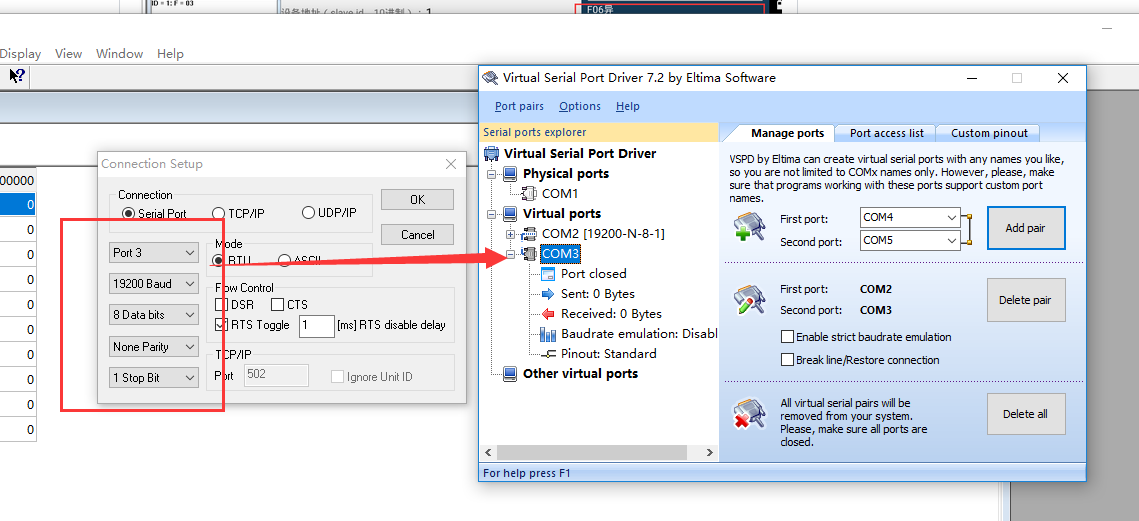 ID = 1: F = 03
设备地址（slave id，10进制）：1
F06异
Display View Window Help
00000
0
0
0
0
0
0
0
0
0
0
Connection Setup
Connection
Serial Port
TCP/IP
UDP/IP
OK
Cancel
Port 3
19200 Baud
8 Data bits
None Parity
1 Stop Bit
Mode
RTU
ASCII
Flow Control
DSR
CTS
RTS Toggle
1
[ms] RTS disable delay
TCP/IP
Port
502
Ignore Unit ID
Virtual Serial Port Driver 7.2 by Eltima Software
Port pairs Options Help
Serial ports explorer
Virtual Serial Port Driver
Physical ports
COM1
Virtual ports
COM2 [19200-N-8-1]
COM3
Port closed
Sent: 0 Bytes
Received: 0 Bytes
Baudrate emulation: Disabl
Pinout: Standard
Other virtual ports
Manage ports
Port access list
Custom pinout
VSPD by Eltima can create virtual serial ports with any names you like,
so you are not limited to COMx names only. However, please, make
sure that programs working with these ports support custom port
names.
First port: COM4
Second port: COM5
Add pair
First port: COM2
Second port: COM3
Delete pair
Enable strict baudrate emulation
Break line/Restore connection
All virtual serial pairs will be
removed from your system.
Please, make sure all ports are
closed.
Delete all
For help press F1